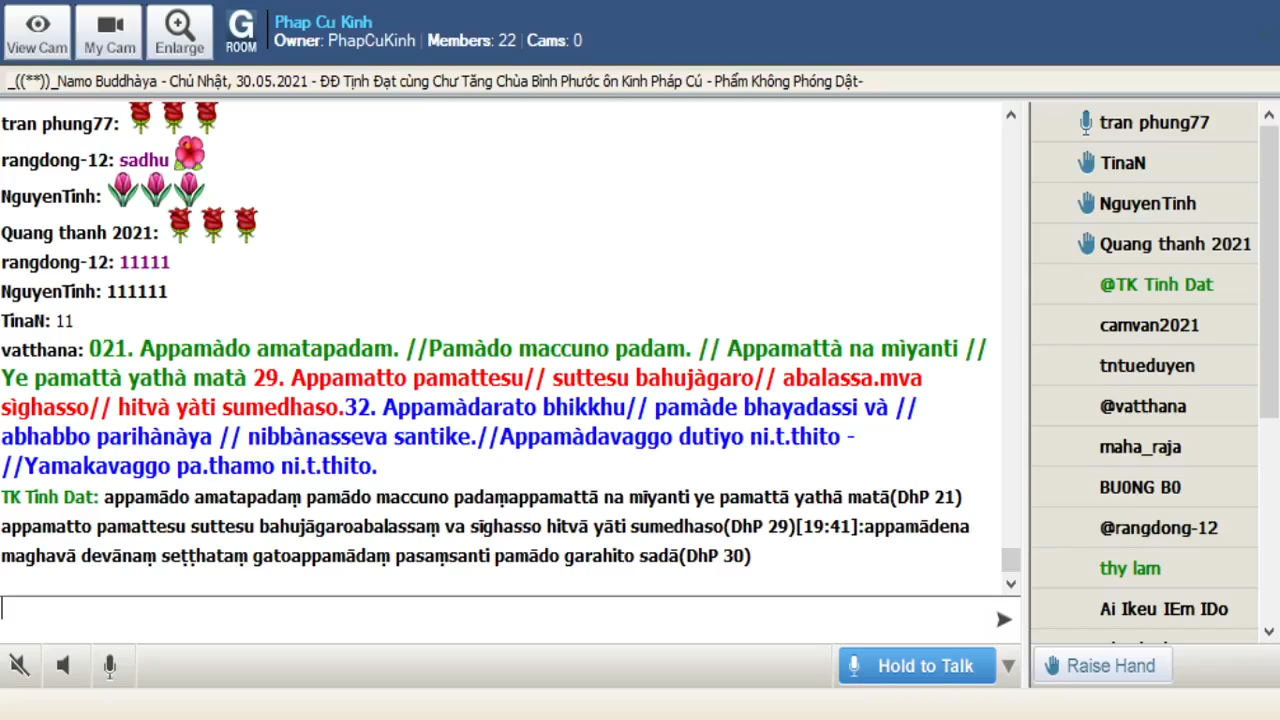 View Cam
My Cam
Enlarge
G
ROOM
Phap Cu Kinh
Owner: PhapCuKinh | Members: 22 | Cams: 0
_((**))_Namo Buddhàya - Chủ Nhật, 30.05.2021 - ĐĐ Tịnh Đạt cùng Chư Tăng Chùa Bình Phước ôn Kinh Pháp Cú - Phẩm Không Phóng Dật-
tran phung77:
rangdong-12: sadhu
NguyenTinh:
Quang thanh 2021:
rangdong-12: 11111
NguyenTinh: 111111
TinaN: 11
vatthana: 021. Appamàdo amatapadam. //Pamàdo maccuno padam. // Appamattà na mìyanti //
Ye pamattà yathà matà 29. Appamatto pamattesu// suttesu bahujàgaro// abalassa.mva
sìghasso// hitvà yàti sumedhaso.32. Appamàdarato bhikkhu// pamàde bhayadassi và //
abhabbo parihànàya // nibbànasseva santike.//Appamàdavaggo dutiyo ni.t.thito -
//Yamakavaggo pa.thamo ni.t.thito.
TK Tinh Dat: appamādo amatapadaṃ pamādo maccuno padaṃappamattā na mīyanti ye pamattā yathā matā(DhP 21)
appamatto pamattesu suttesu bahujāgaroabalassaṃ va sīghasso hitvā yāti sumedhaso(DhP 29)[19:41]:appamādena
maghavā devānaṃ seṭṭhataṃ gatoappamādaṃ pasaṃsanti pamādo garahito sadā(DhP 30)
tran phung77
TinaN
NguyenTinh
Quang thanh 2021
@TK Tinh Dat
camvan2021
tntueduyen
@vatthana
maha_raja
BU0NG B0
@rangdong-12
thy lam
Ai Ikeu IEm IDo
Hold to Talk
Raise Hand